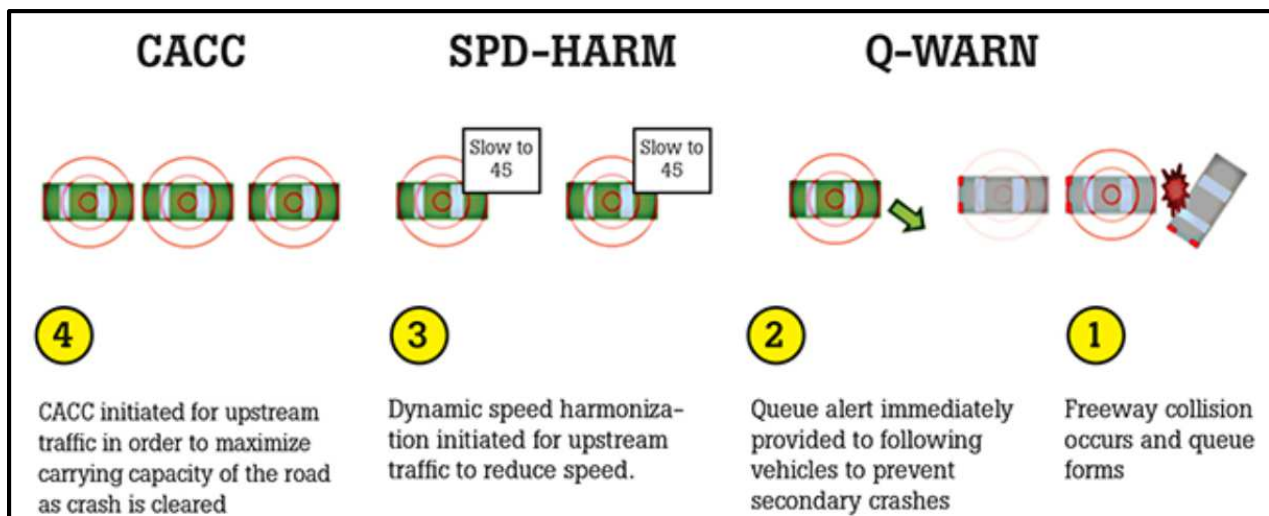 CACC
SPD-HARM
Q-WARN
Slow to
45
Slow to
45
4
CACC initiated for upstream
traffic in order to maximize
carrying capacity of the road
as crash is cleared
3
Dynamic speed harmoniza-
tion initiated for upstream
traffic to reduce speed.
2
Queue alert immediately
provided to following
vehicles to prevent
secondary crashes
1
Freeway collision
occurs and queue
forms